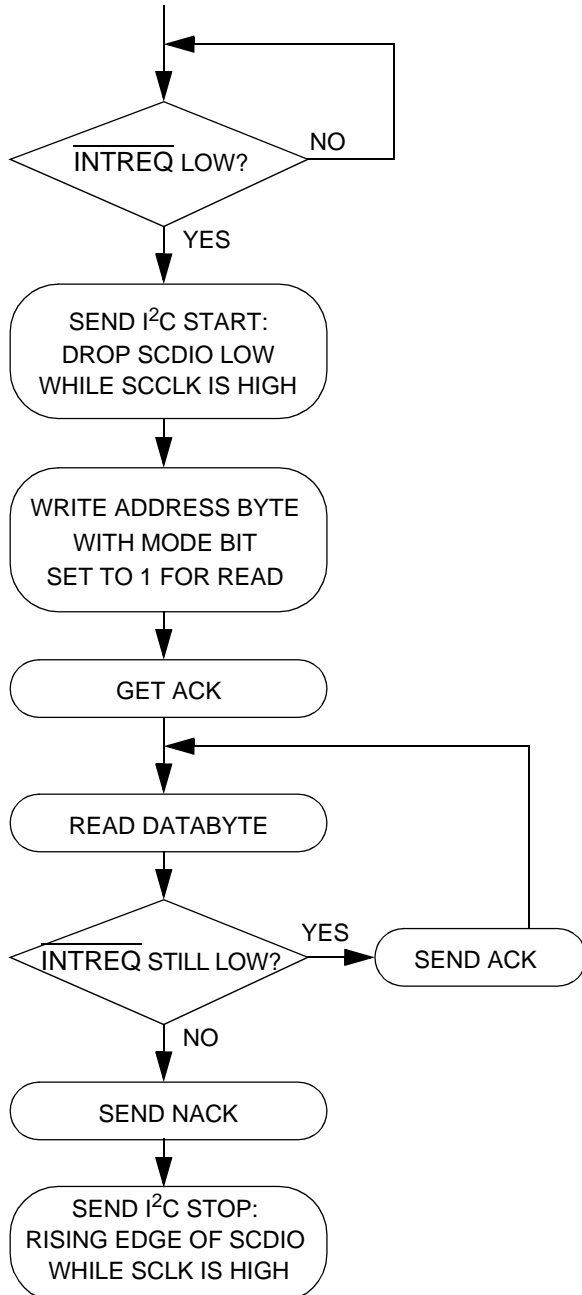 INTREQ LOW?
NO
YES
SEND I²C START:
DROP SCDIO LOW
WHILE SCCLK IS HIGH
WRITE ADDRESS BYTE
WITH MODE BIT
SET TO 1 FOR READ
GET ACK
READ DATABYTE
INTREQ STILL LOW?
YES
SEND ACK
NO
SEND NACK
SEND I²C STOP:
RISING EDGE OF SCDIO
WHILE SCLK IS HIGH